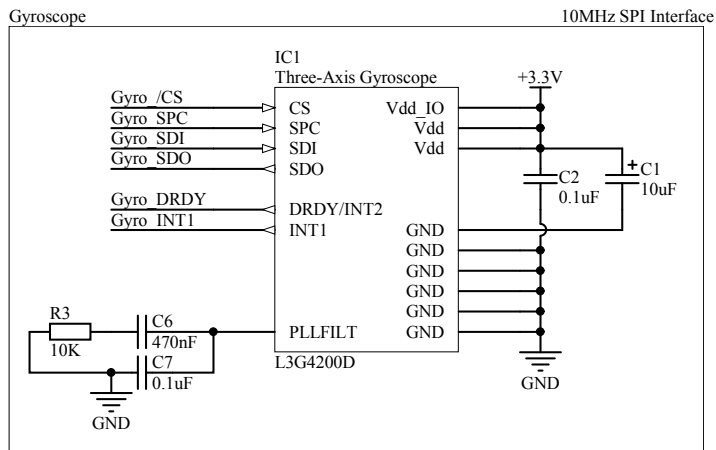 Gyroscope 10MHz SPI Interface
IC1
Three-Axis Gyroscope
+3.3V
Gyro_/CS
CS
Vdd_IO
Gyro_SPC
SPC
Vdd
Gyro_SDI
SDI
Vdd
Gyro_SDO
SDO
C2
0.1uF
+
C1
10uF
Gyro_DRDY
DRDY/INT2
Gyro_INT1
INT1
GND
GND
GND
GND
GND
R3
10K
C6
470nF
PLLFILT
GND
C7
0.1uF
L3G4200D
GND
GND